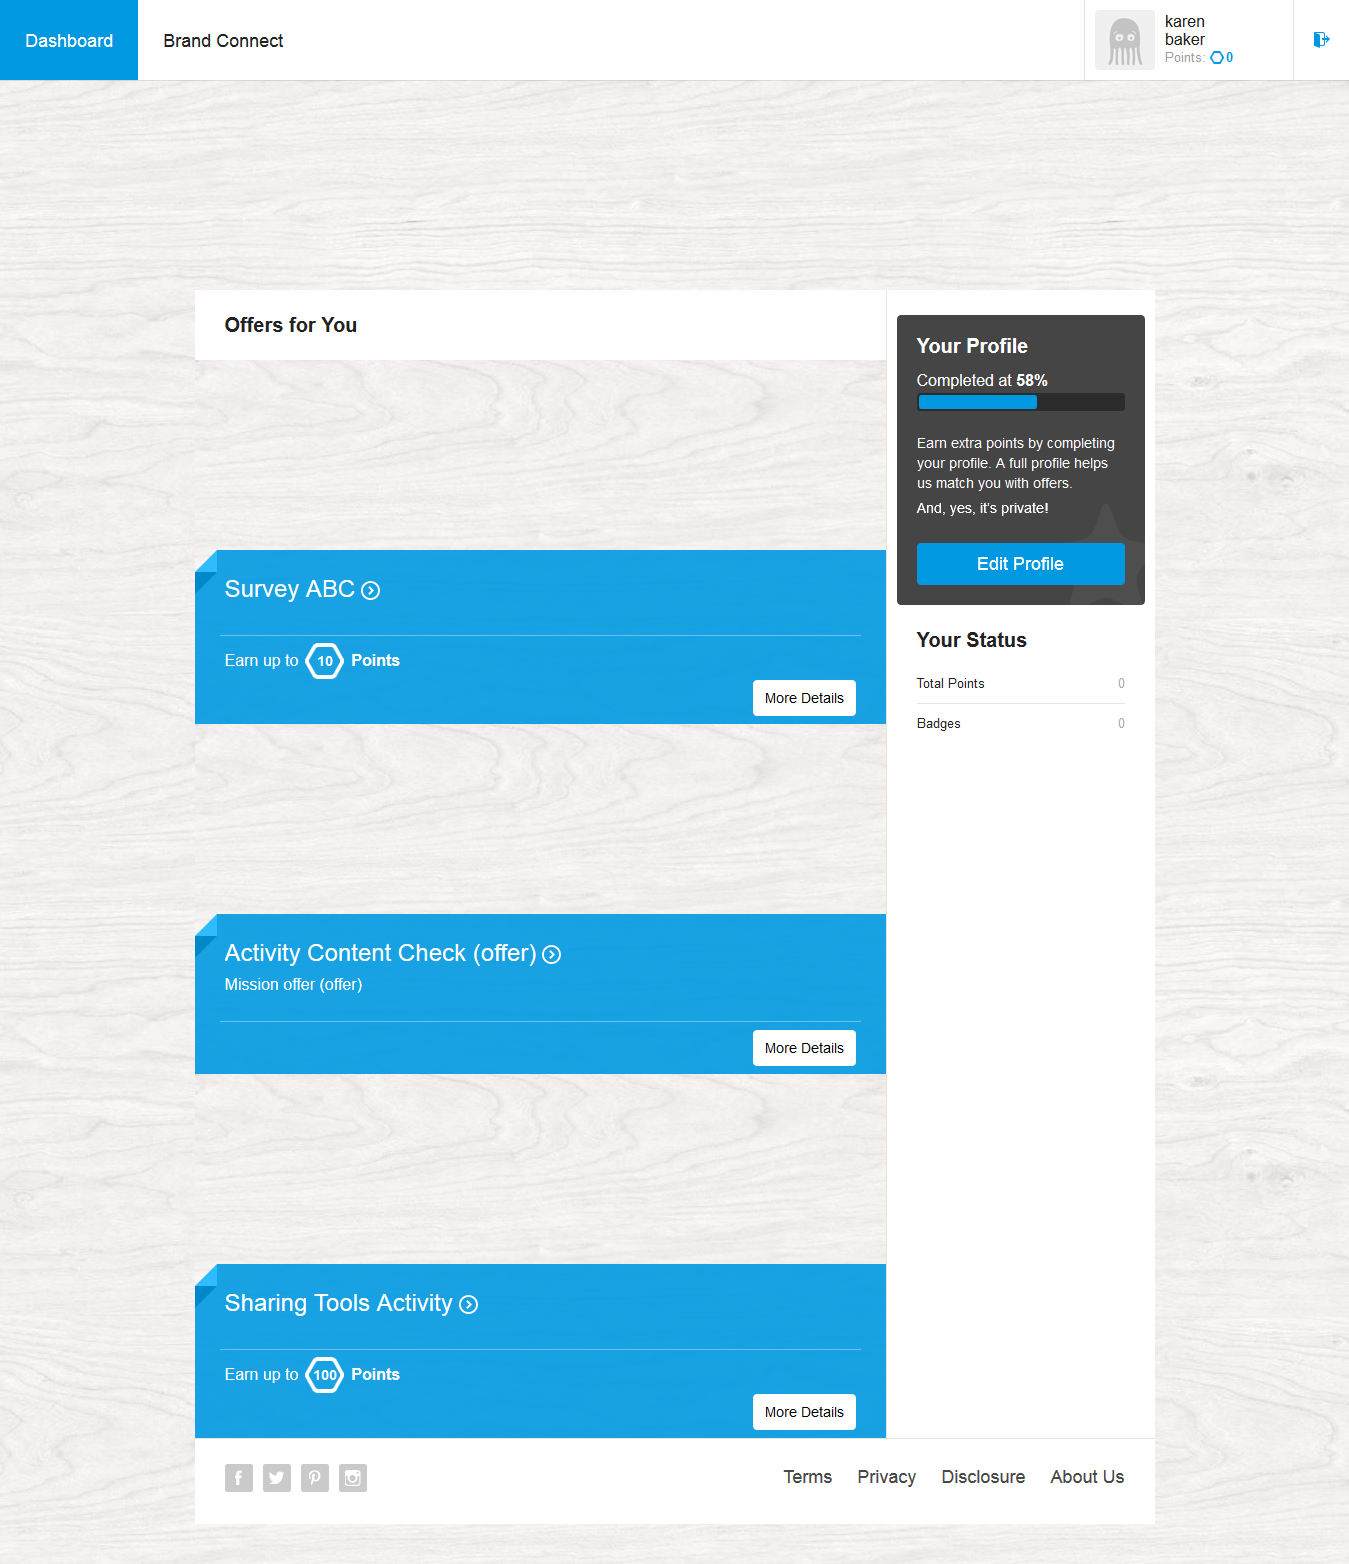 Dashboard
Brand Connect
karen
baker
Points: 0
Offers for You
Survey ABC
Earn up to 10 Points
More Details
Activity Content Check (offer)
Mission offer (offer)
More Details
Sharing Tools Activity
Earn up to 100 Points
More Details
Your Profile
Completed at 58%
Earn extra points by completing
your profile. A full profile helps
us match you with offers.
And, yes, it's private!
Edit Profile
Your Status
Total Points 0
Badges 0
Terms Privacy Disclosure About Us